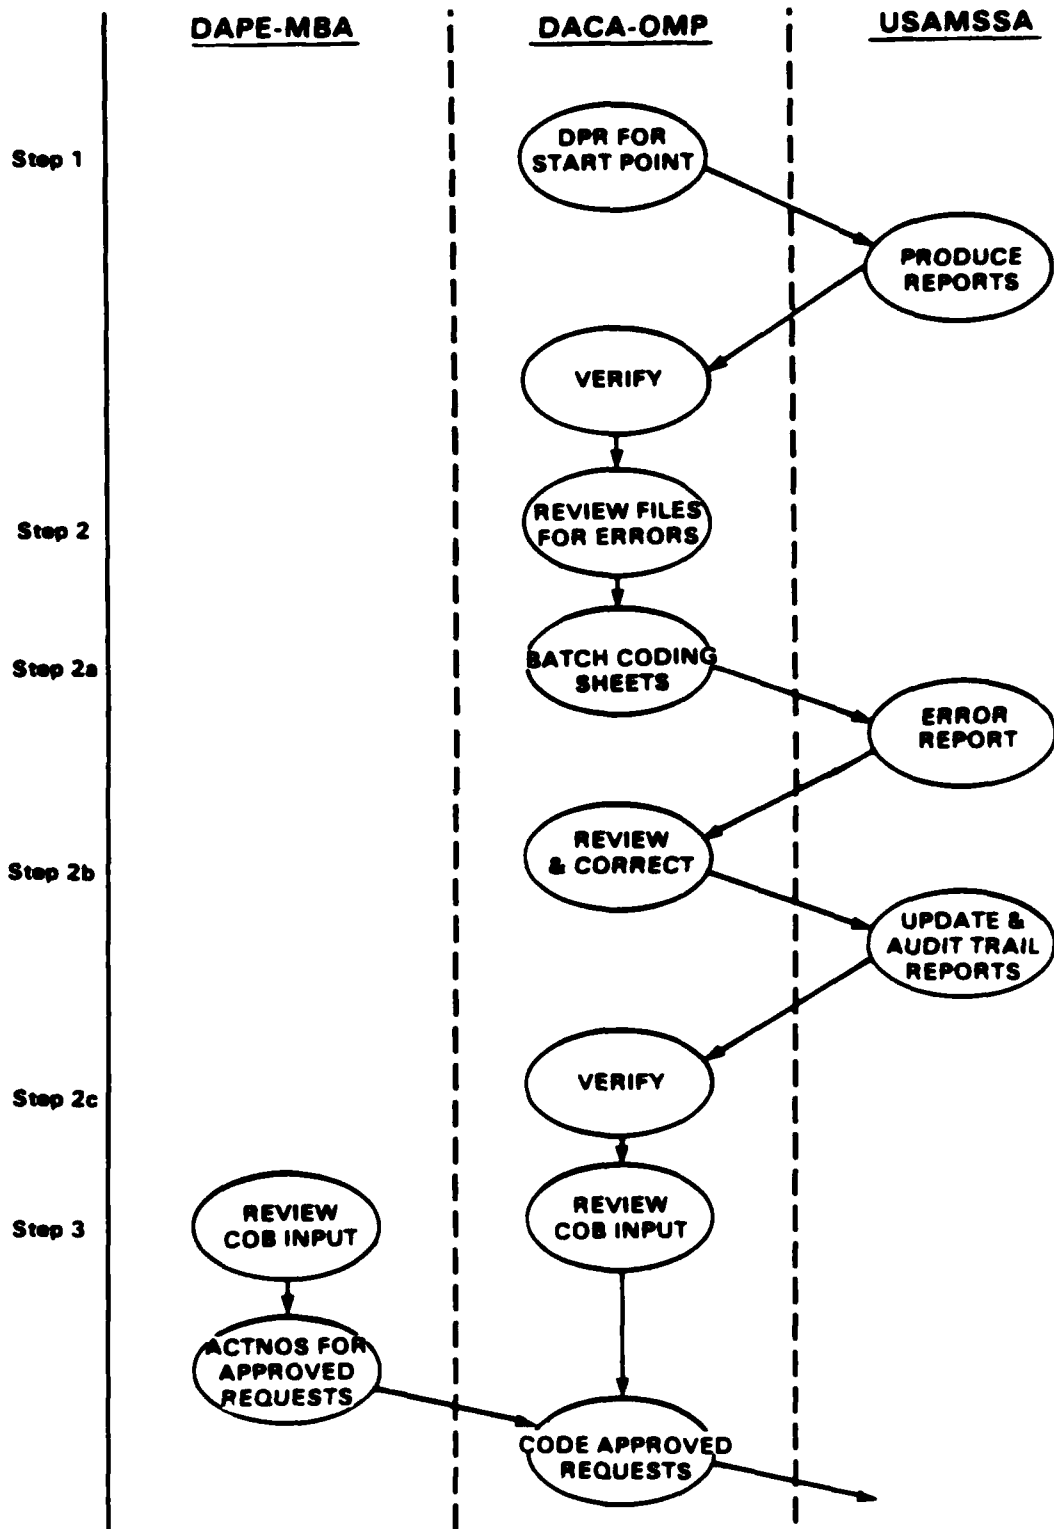 DAPE-MBA
DACA-OMP
USAMSSA
Step 1
DPR FOR
START POINT
PRODUCE
REPORTS
VERIFY
Step 2
REVIEW FILES
FOR ERRORS
Step 2a
BATCH CODING
SHEETS
ERROR
REPORT
Step 2b
REVIEW
& CORRECT
UPDATE &
AUDIT TRAIL
REPORTS
Step 2c
VERIFY
Step 3
REVIEW
COB INPUT
REVIEW
COB INPUT
ACTNOS FOR
APPROVED
REQUESTS
CODE APPROVED
REQUESTS